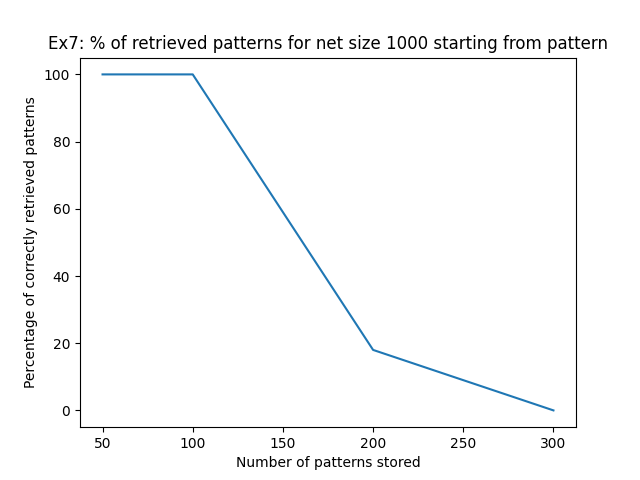 Ex7: % of retrieved patterns for net size 1000 starting from pattern
Percentage of correctly retrieved patterns
100
80
60
40
20
0
50 100 150 200 250 300
Number of patterns stored